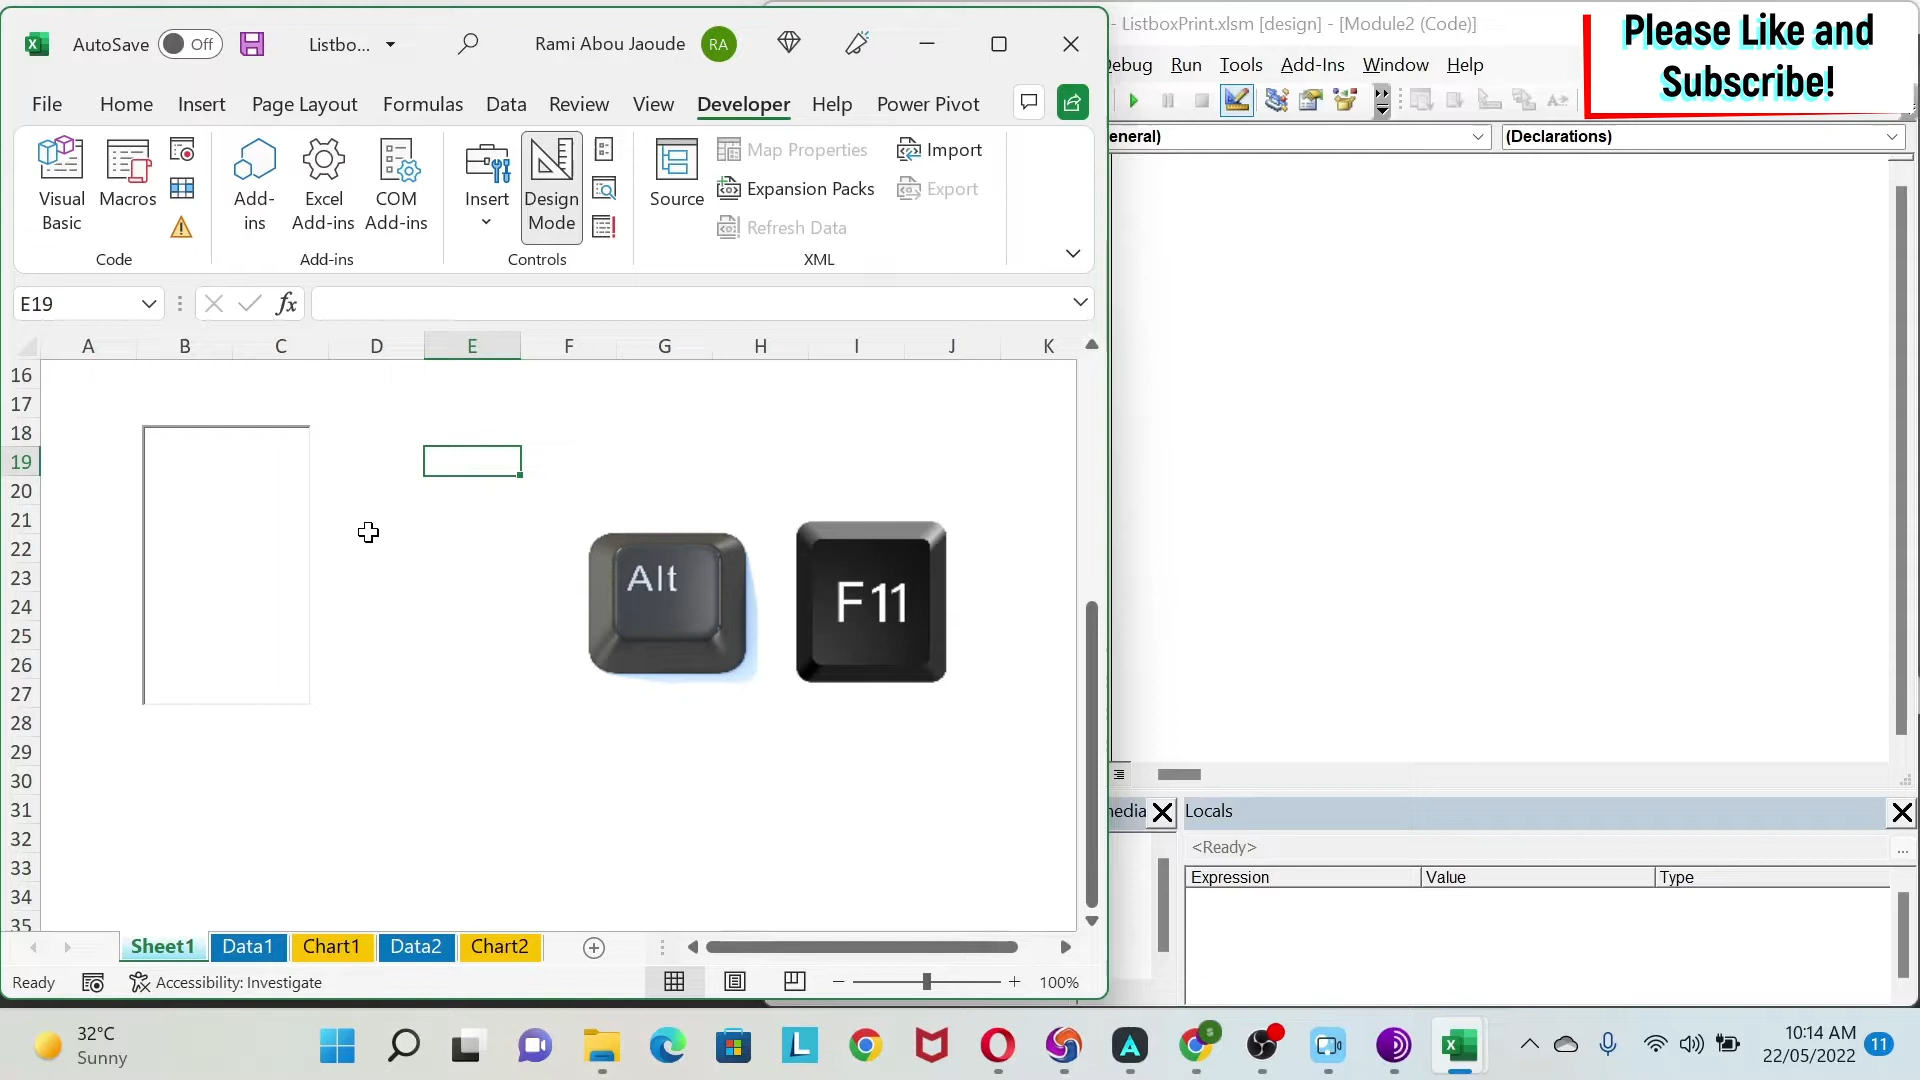 AutoSave Off Listbo... Rami Abou Jaoude RA
- ListboxPrint.xlsm [design] - [Module2 (Code)]
Please Like and
Subscribe!
Debug Run Tools Add-Ins Window Help
File Home Insert Page Layout Formulas Data Review View Developer Help Power Pivot
eneral) (Declarations)
Visual
Basic
Macros
Code
Add-
ins
Excel
Add-ins
COM
Add-ins
Add-ins
Insert
Design
Mode
Controls
Source
Map Properties
Expansion Packs
Refresh Data
Import
Export
XML
E19
fx
A B C D E F G H I J K
16
17
18
19
20
21
22
23
24
25
26
27
28
29
30
31
32
33
34
35
Alt
F11
media Locals
<Ready>
...
Expression Value Type
Sheet1 Data1 Chart1 Data2 Chart2
Ready Accessibility: Investigate 100%
32°C
Sunny
10:14 AM
22/05/2022
11